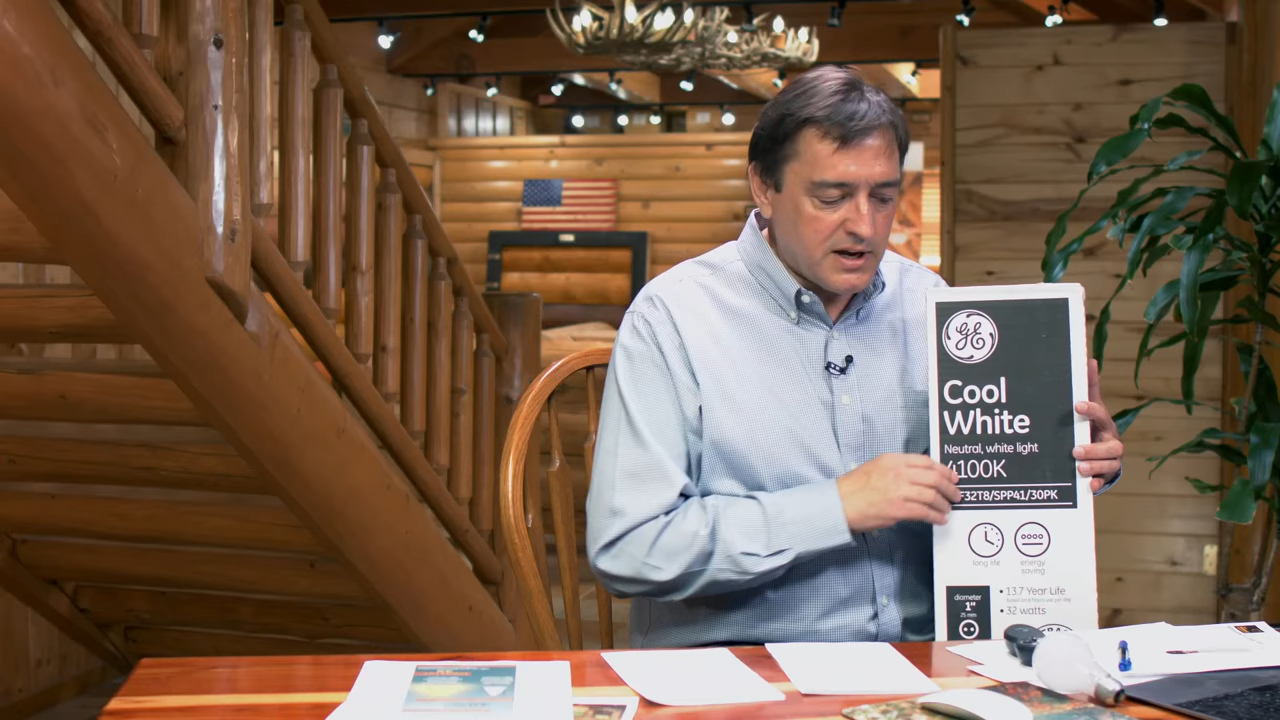 GE
Cool
White
Neutral, white light
4100K
F32T8/SPP41/30PK
long life
energy
saving
diameter
1"
25 mm
• 13.7 Year Life
• 32 watts